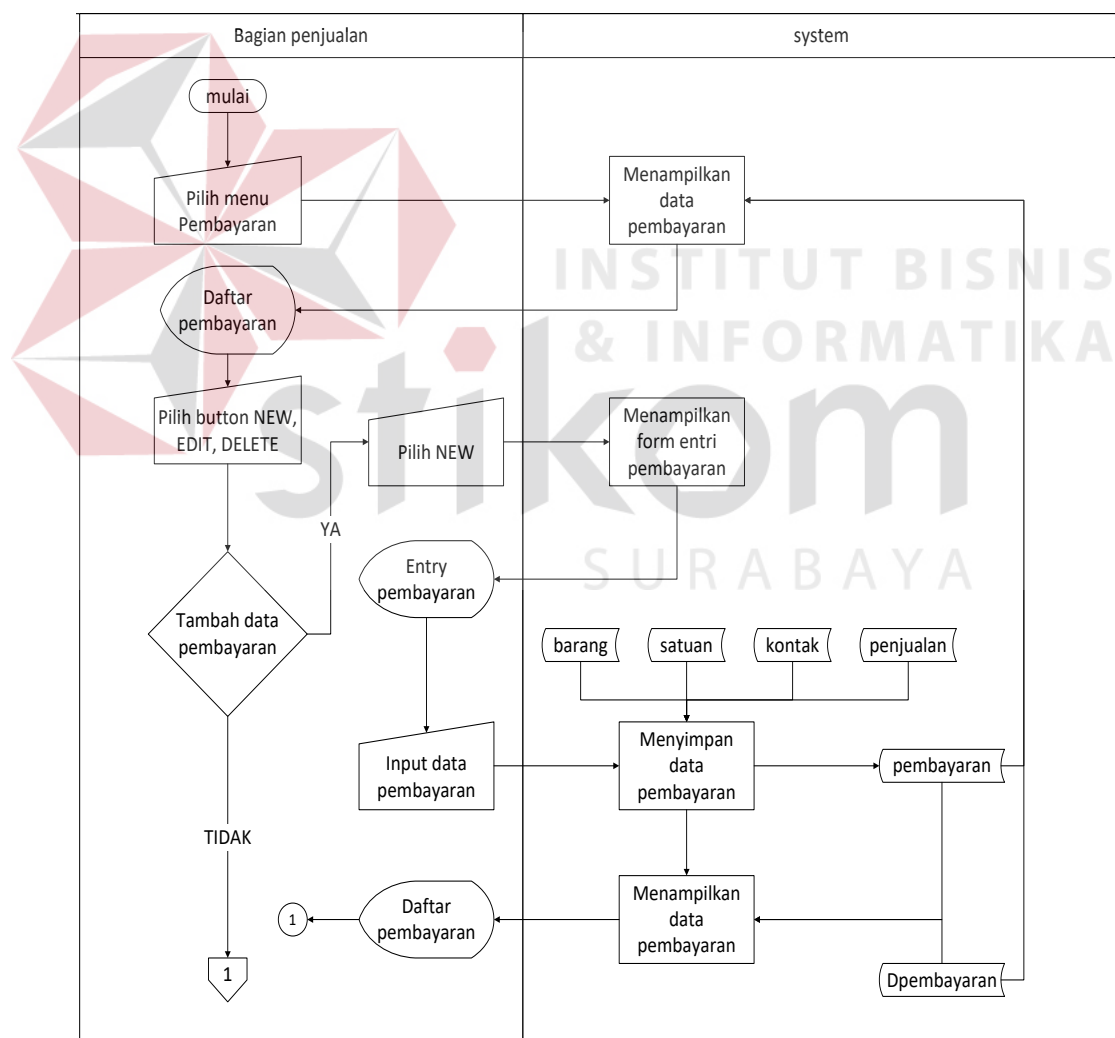 Bagian penjualan
system
mulai
Pilih menu
Pembayaran
Menampilkan
data
pembayaran
INSTITUT BISNIS
& INFORMATIKA
stikom
SURABAYA
Daftar
pembayaran
Pilih button NEW,
EDIT, DELETE
Pilih NEW
Menampilkan
form entri
pembayaran
YA
Entry
pembayaran
Tambah data
pembayaran
barang
satuan
kontak
penjualan
Input data
pembayaran
Menyimpan
data
pembayaran
pembayaran
TIDAK
Menampilkan
data
pembayaran
Daftar
pembayaran
1
1
Dpembayaran